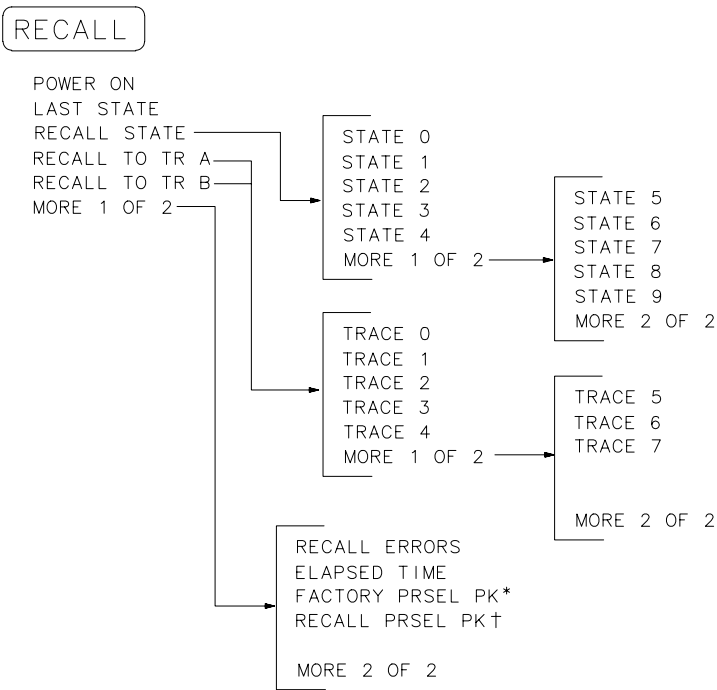 RECALL
POWER ON
LAST STATE
RECALL STATE
RECALL TO TR A
RECALL TO TR B
MORE 1 OF 2
STATE 0
STATE 1
STATE 2
STATE 3
STATE 4
MORE 1 OF 2
STATE 5
STATE 6
STATE 7
STATE 8
STATE 9
MORE 2 OF 2
TRACE 0
TRACE 1
TRACE 2
TRACE 3
TRACE 4
MORE 1 OF 2
TRACE 5
TRACE 6
TRACE 7
MORE 2 OF 2
RECALL ERRORS
ELAPSED TIME
FACTORY PRSEL PK*
RECALL PRSEL PK†
MORE 2 OF 2